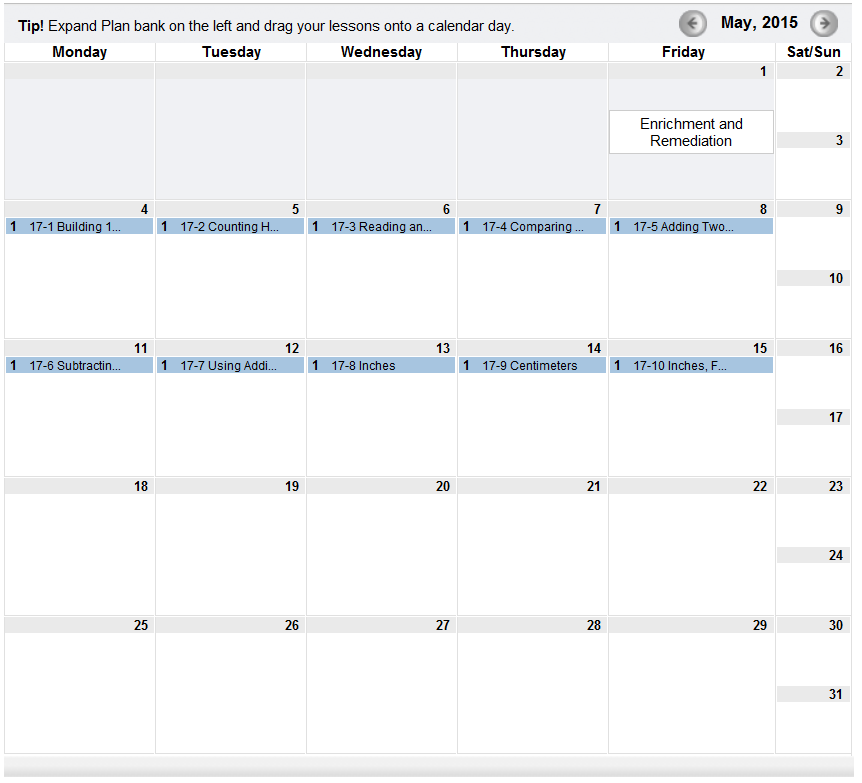 Tip! Expand Plan bank on the left and drag your lessons onto a calendar day.
May, 2015
Monday Tuesday Wednesday Thursday Friday Sat/Sun
1 2
Enrichment and
Remediation
3
4 5 6 7 8 9
1 17-1 Building 1... 1 17-2 Counting H... 1 17-3 Reading an... 1 17-4 Comparing ... 1 17-5 Adding Two...
10
11 12 13 14 15 16
1 17-6 Subtractin... 1 17-7 Using Addi... 1 17-8 Inches 1 17-9 Centimeters 1 17-10 Inches, F...
17
18 19 20 21 22 23
24
25 26 27 28 29 30
31